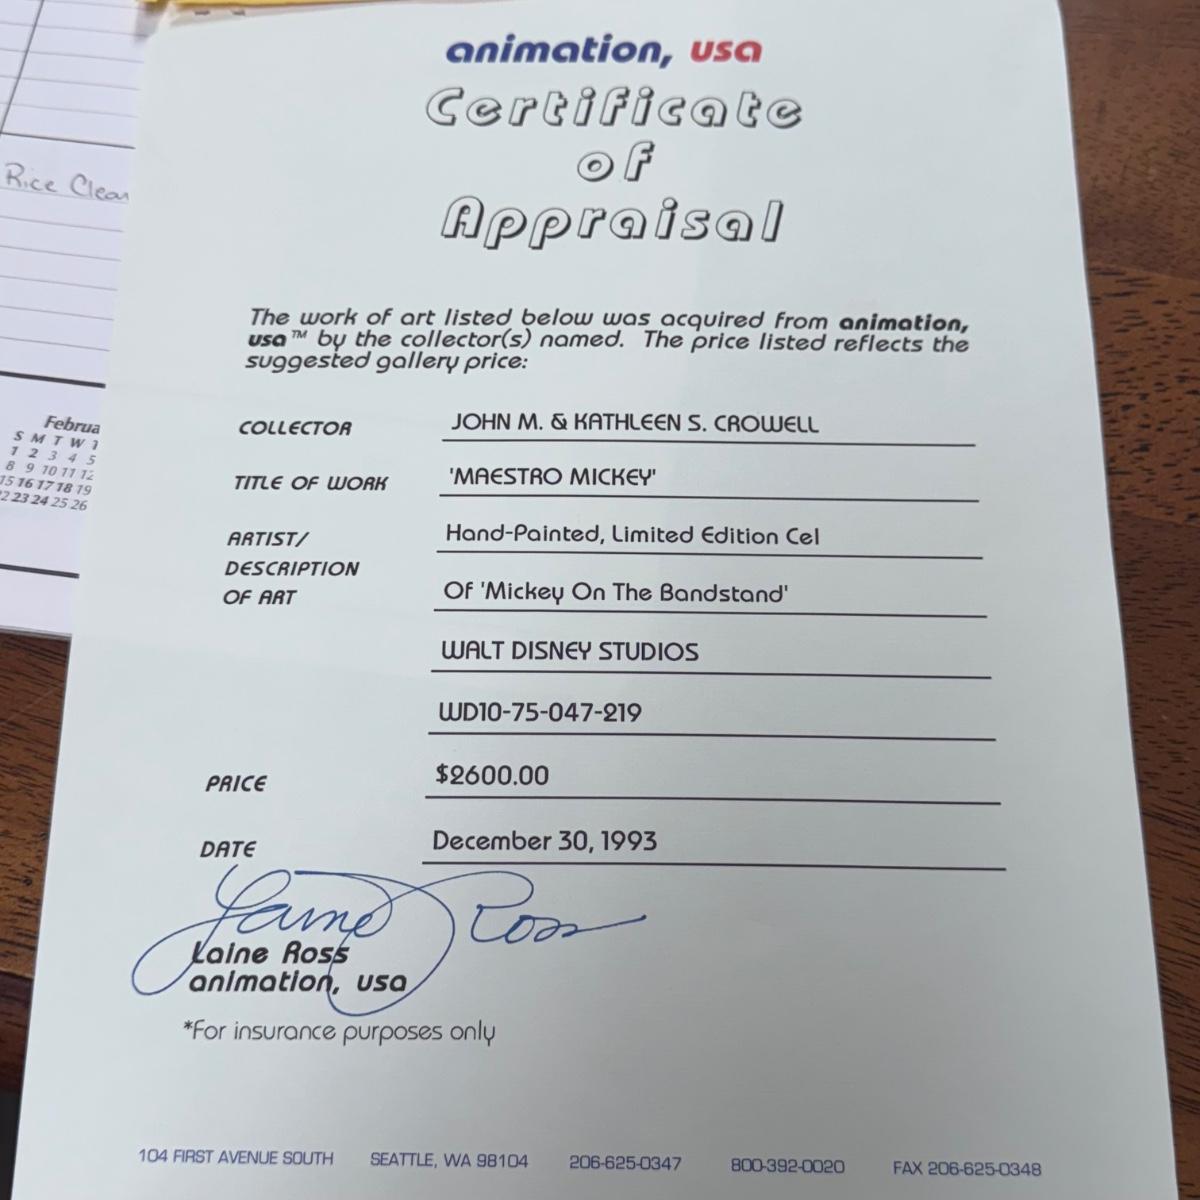 animation, usa
Certificate
of
Appraisal
The work of art listed below was acquired from animation,
usa™ by the collector(s) named. The price listed reflects the
suggested gallery price:
COLLECTOR JOHN M. & KATHLEEN S. CROWELL
TITLE OF WORK 'MAESTRO MICKEY'
ARTIST/ Hand-Painted, Limited Edition Cel
DESCRIPTION
OF ART Of 'Mickey On The Bandstand'
WALT DISNEY STUDIOS
WD10-75-047-219
PRICE $2600.00
DATE December 30, 1993
Laine Ross
Laine Ross
animation, usa
*For insurance purposes only
104 FIRST AVENUE SOUTH SEATTLE, WA 98104 206-625-0347 800-392-0020 FAX 206-625-0348
Rice Clean
Februa
S M T W T
1 2 3 4 5
8 9 10 11 12
15 16 17 18 19
22 23 24 25 26